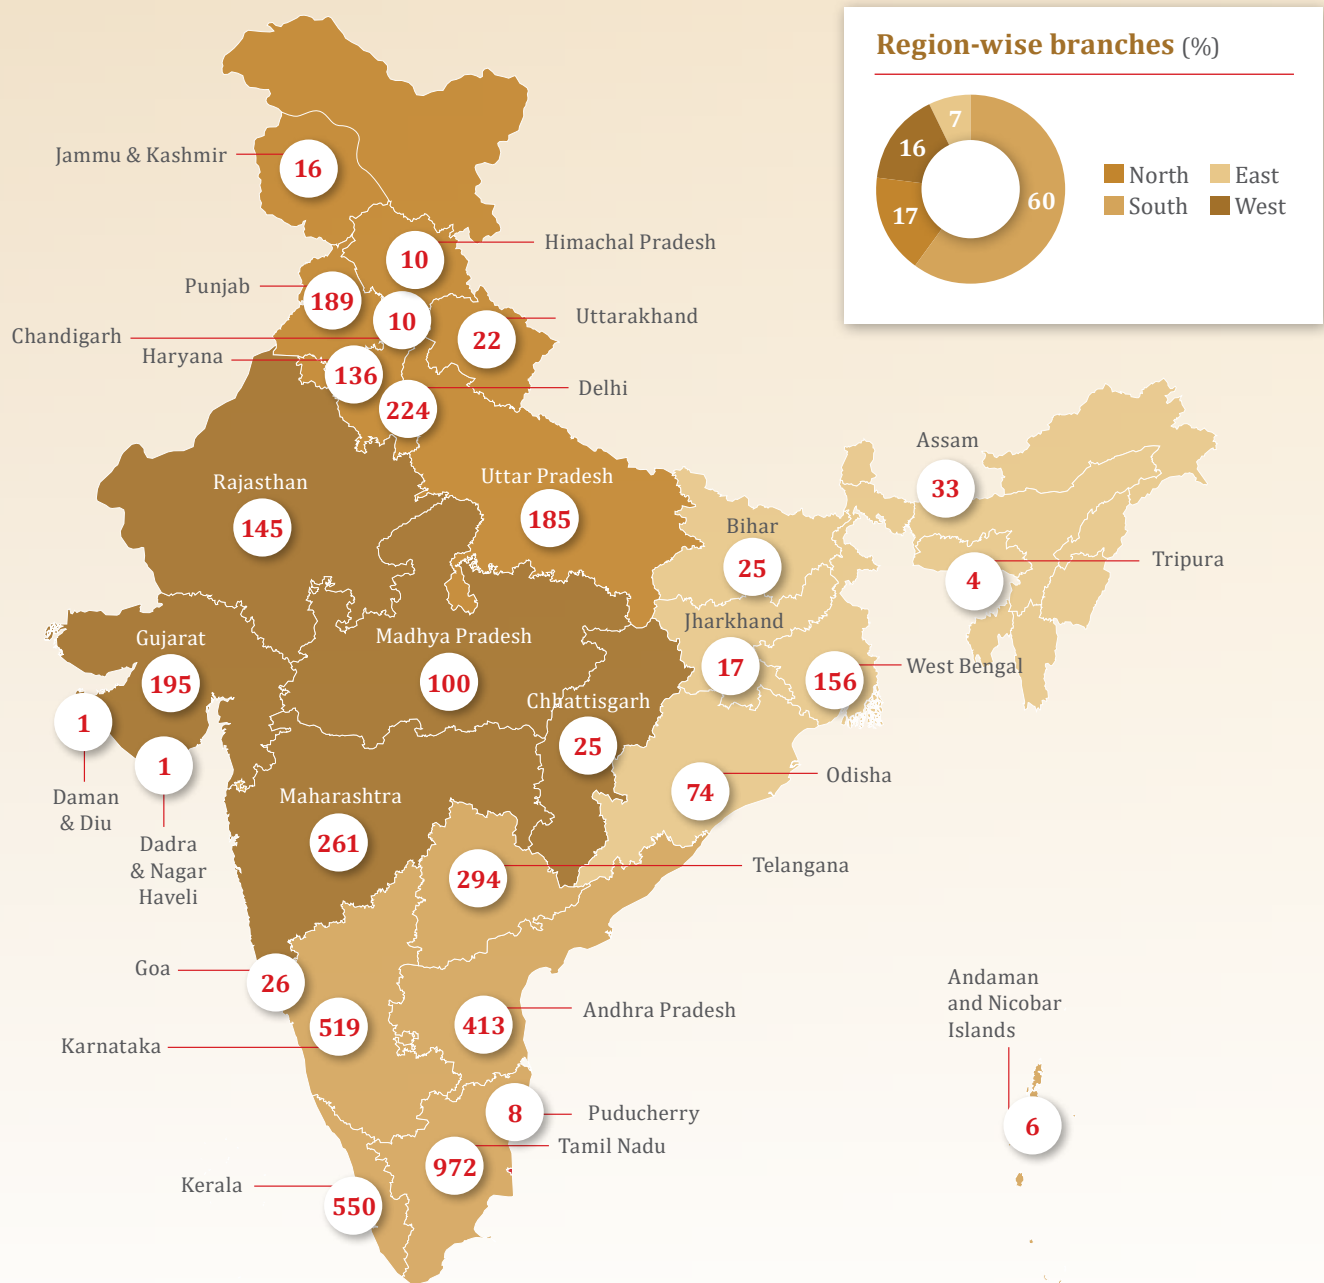 Region-wise branches (%)
7
16
60
17
North
East
South
West
Jammu & Kashmir
16
Himachal Pradesh
10
Punjab
189
Chandigarh
10
Uttarakhand
22
Haryana
136
Delhi
224
Rajasthan
145
Uttar Pradesh
185
Assam
33
Bihar
25
Tripura
4
Jharkhand
17
West Bengal
156
Gujarat
195
Madhya Pradesh
100
Chhattisgarh
25
1
Daman
& Diu
1
Dadra
& Nagar
Haveli
Odisha
74
Maharashtra
261
Telangana
294
Goa
26
Karnataka
519
Andhra Pradesh
413
Andaman
and Nicobar
Islands
6
Puducherry
8
Tamil Nadu
972
Kerala
550